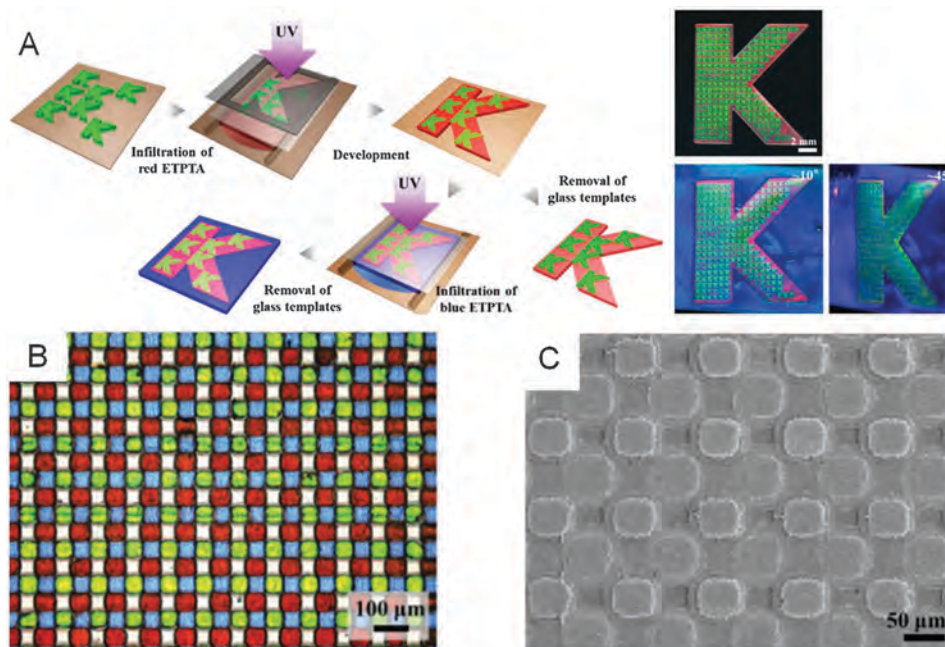 A
UV
Infiltration of
red ETPTA
Development
2 mm
Removal of
glass templates
UV
Removal of
glass templates
Infiltration of
blue ETPTA
~10°
B
100 µm
C
50 µm